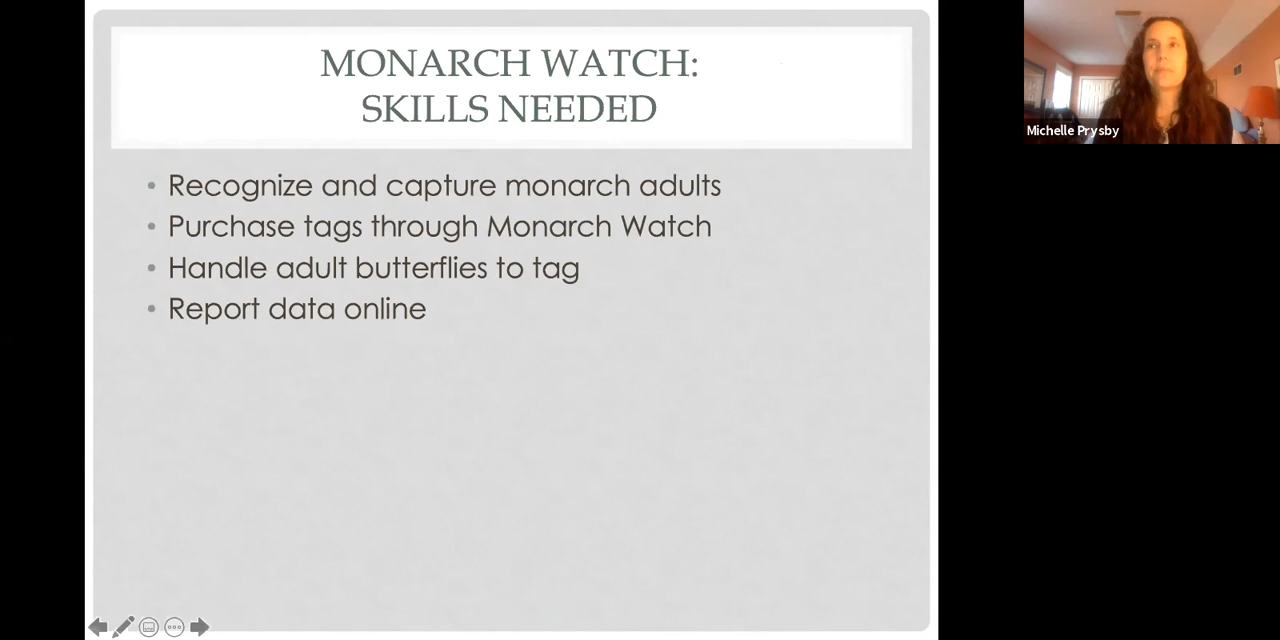 MONARCH WATCH:
SKILLS NEEDED
• Recognize and capture monarch adults
• Purchase tags through Monarch Watch
• Handle adult butterflies to tag
• Report data online
Michelle Prysby